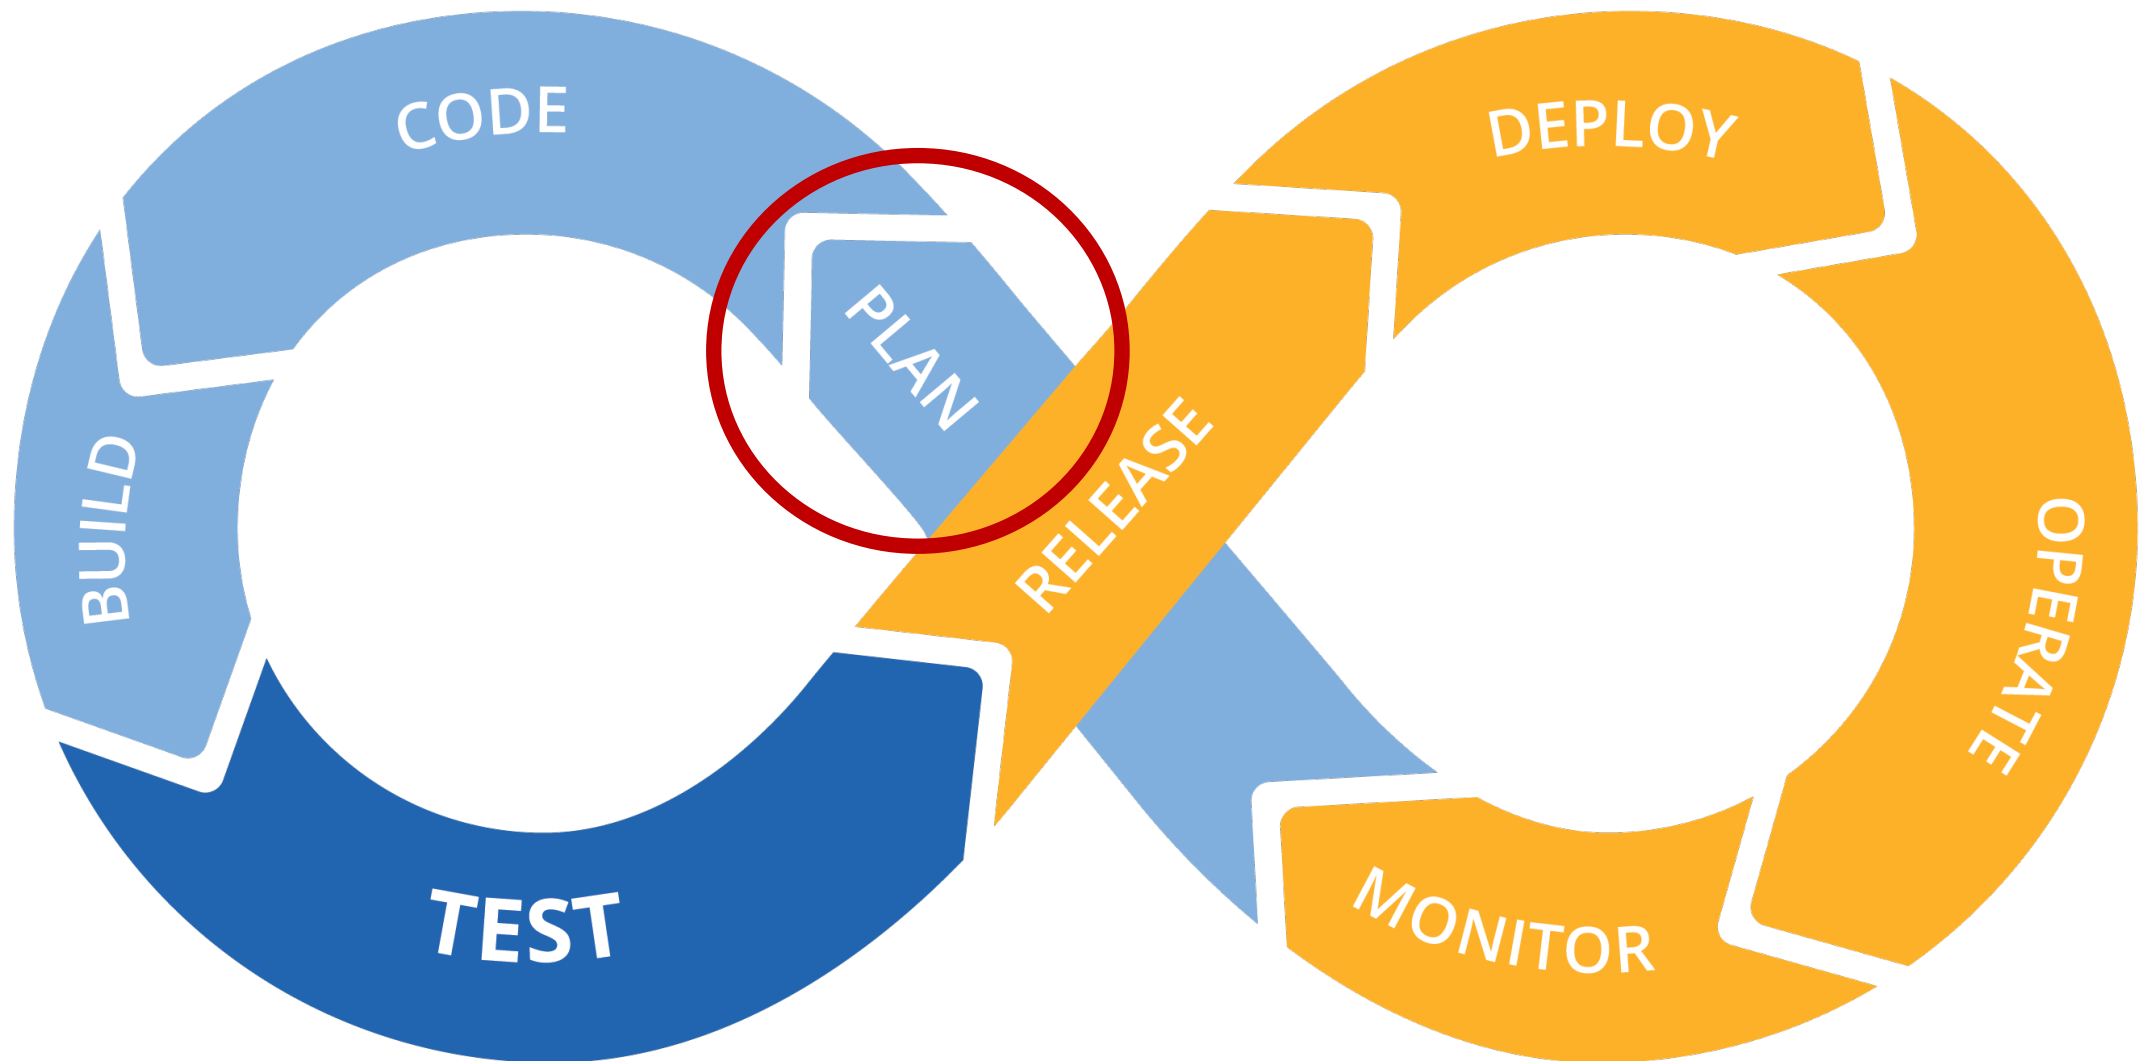 CODE
DEPLOY
PLAN
RELEASE
BUILD
OPERATE
TEST
MONITOR